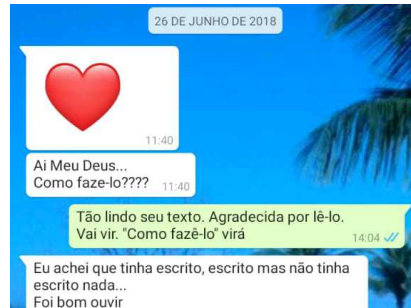 26 DE JUNHO DE 2018
11:40
Ai Meu Deus...
Como faze-lo????
11:40
Tão lindo seu texto. Agradecida por lê-lo.
Vai vir. "Como fazê-lo" virá
14:04
Eu achei que tinha escrito, escrito mas não tinha
escrito nada...
Foi bom ouvir